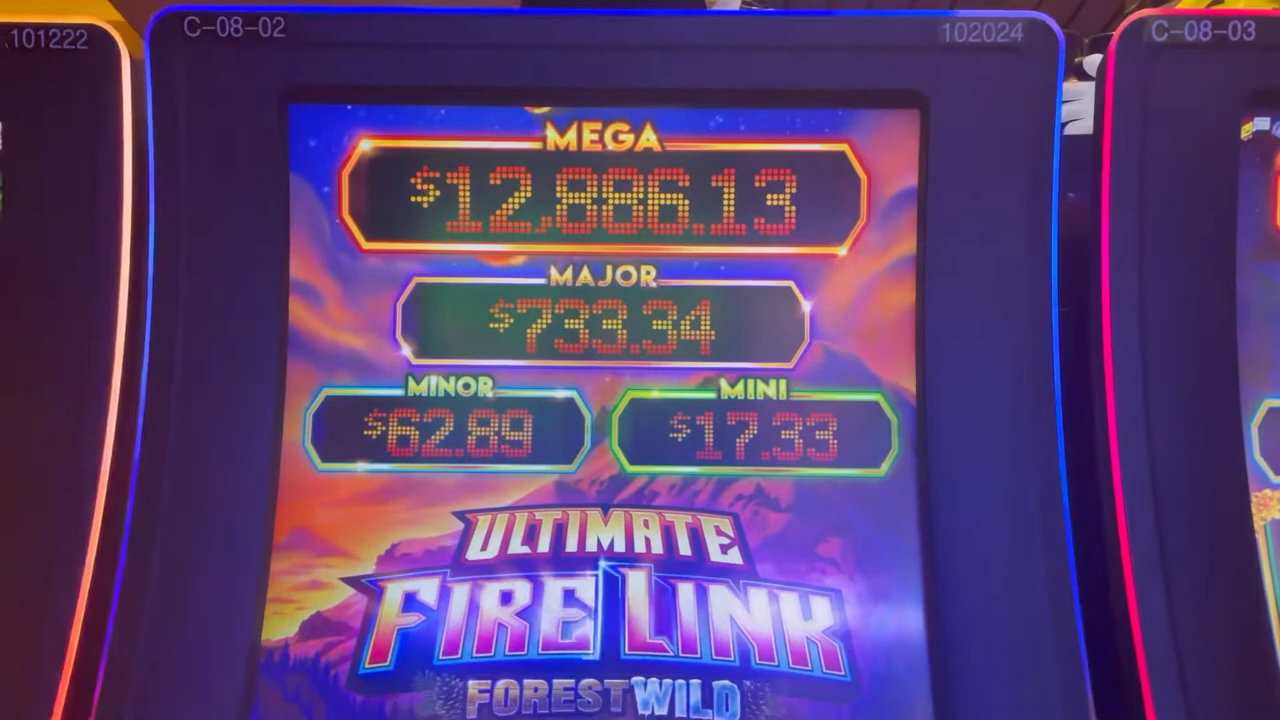 101222
C-08-02
102024
C-08-03
MEGA
$12,886.13
MAJOR
$733.34
MINOR
$62.89
MINI
$17.33
ULTIMATE
FIRE LINK
FOREST WILD